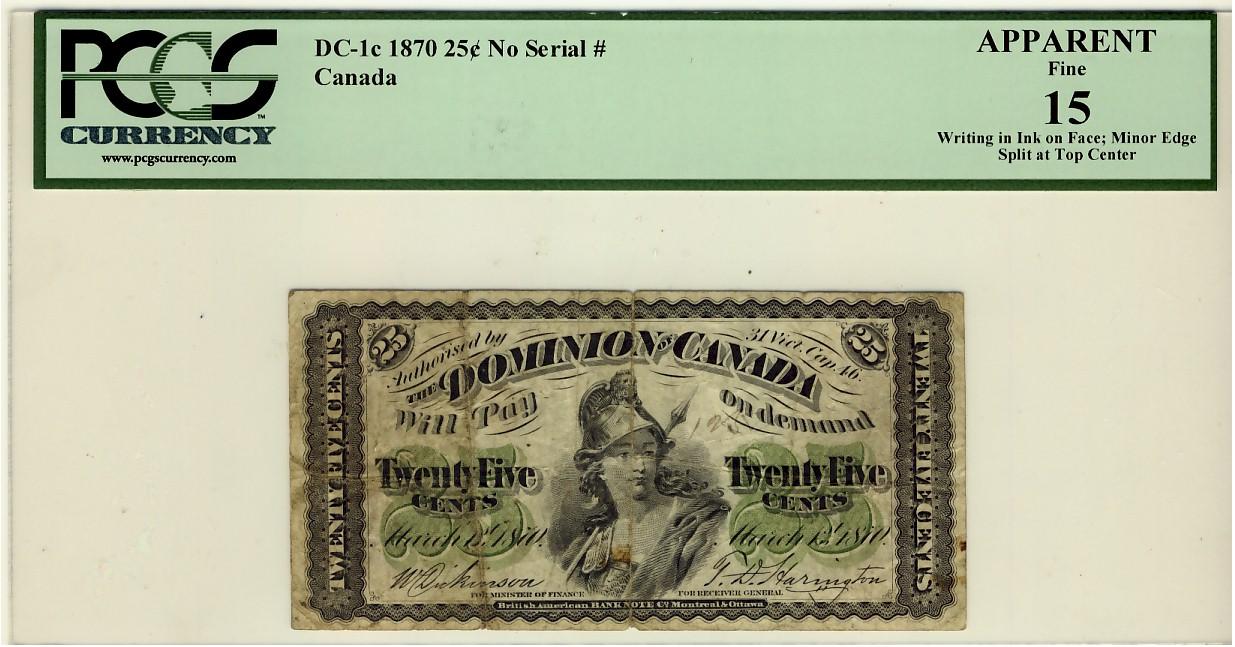 PCGS
CURRENCY
www.pcgscurrency.com
DC-1c 1870 25¢ No Serial #
Canada
APPARENT
Fine
15
Writing in Ink on Face; Minor Edge
Split at Top Center
25
25
Authorised by
31 Vict. Cap. 46.
THE DOMINION OF CANADA
Will Pay
on demand
TWENTY FIVE CENTS
TWENTY FIVE CENTS
25
25
Twenty Five
CENTS
Twenty Five
CENTS
March 1st 1870.
March 1st 1870.
W Dickinson
T. D. Harington
FOR MINISTER OF FINANCE
FOR RECEIVER GENERAL
British American BANK NOTE Co Montreal & Ottawa